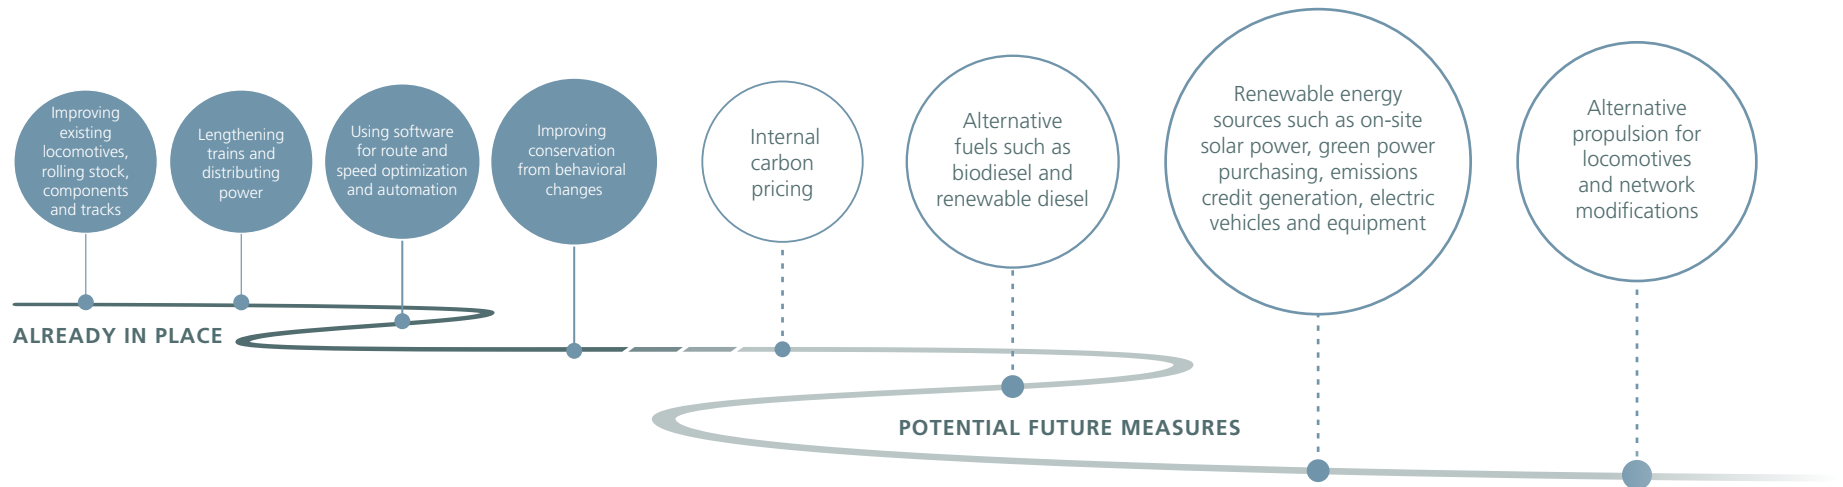 Improving
existing
locomotives,
rolling stock,
components
and tracks
Lengthening
trains and
distributing
power
Using software
for route and
speed optimization
and automation
Improving
conservation
from behavioral
changes
Internal
carbon
pricing
Alternative
fuels such as
biodiesel and
renewable diesel
Renewable energy
sources such as on-site
solar power, green power
purchasing, emissions
credit generation, electric
vehicles and equipment
Alternative
propulsion for
locomotives
and network
modifications
ALREADY IN PLACE
POTENTIAL FUTURE MEASURES